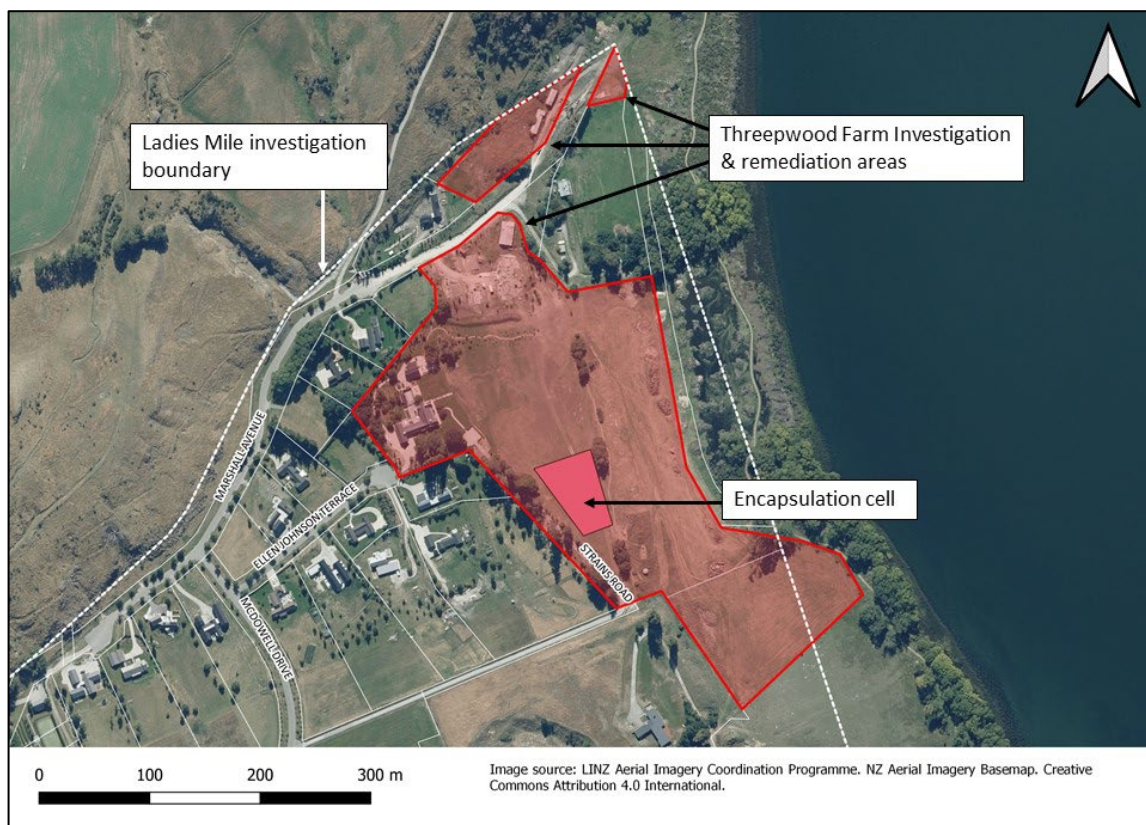 Ladies Mile investigation
boundary
Threepwood Farm Investigation
& remediation areas
Encapsulation cell
MARSHALL AVENUE
ELLEN JOHNSON TERRACE
MCDOWELL DRIVE
STRAINS ROAD
0 100 200 300 m
Image source: LINZ Aerial Imagery Coordination Programme. NZ Aerial Imagery Basemap. Creative
Commons Attribution 4.0 International.